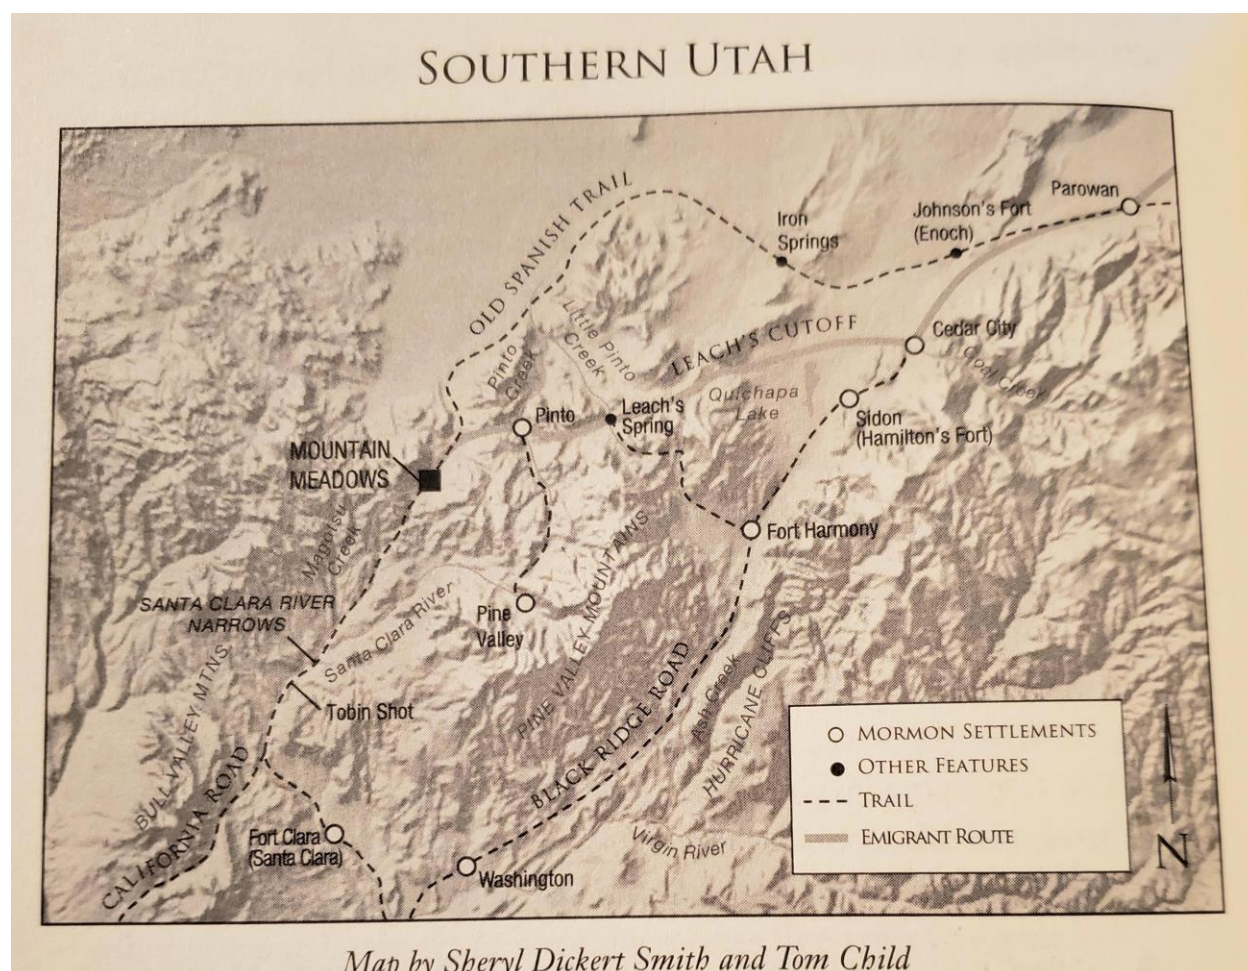 SOUTHERN UTAH
Parowan
Johnson's Fort
(Enoch)
Iron
Springs
OLD SPANISH TRAIL
Little Pinto
Creek
Pinto
Creek
LEACH'S CUTOFF
Cedar City
Coal Creek
Quichapa
Lake
Leach's
Spring
Pinto
Sidon
(Hamilton's Fort)
MOUNTAIN
MEADOWS
Magotsu
Creek
Fort Harmony
SANTA CLARA RIVER
NARROWS
Santa Clara River
Pine
Valley
PINE VALLEY MOUNTAINS
Tobin Shot
BULL VALLEY MTNS
BLACK RIDGE ROAD
Ash Creek
HURRICANE CLIFFS
CALIFORNIA ROAD
Fort Clara
(Santa Clara)
Washington
Virgin River
MORMON SETTLEMENTS
OTHER FEATURES
TRAIL
EMIGRANT ROUTE
N
Map by Sheryl Dickert Smith and Tom Child